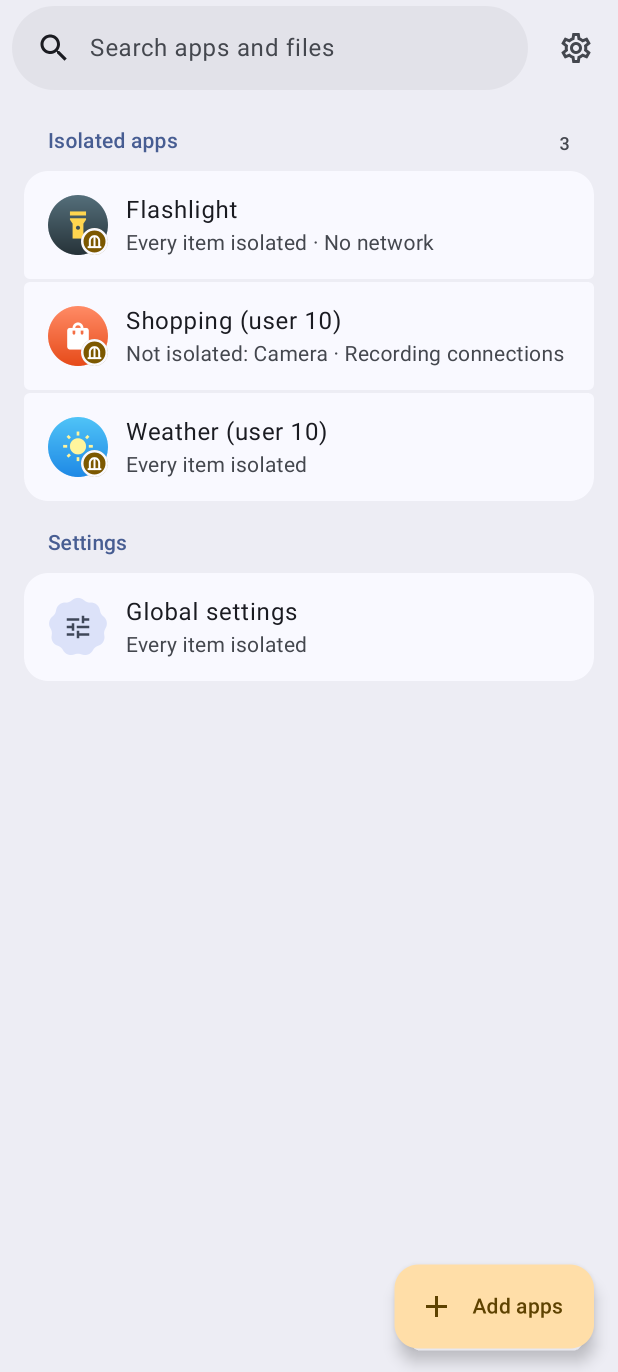 Search apps and files
Isolated apps
3
Flashlight
Every item isolated · No network
Shopping (user 10)
Not isolated: Camera · Recording connections
Weather (user 10)
Every item isolated
Settings
Global settings
Every item isolated
Add apps